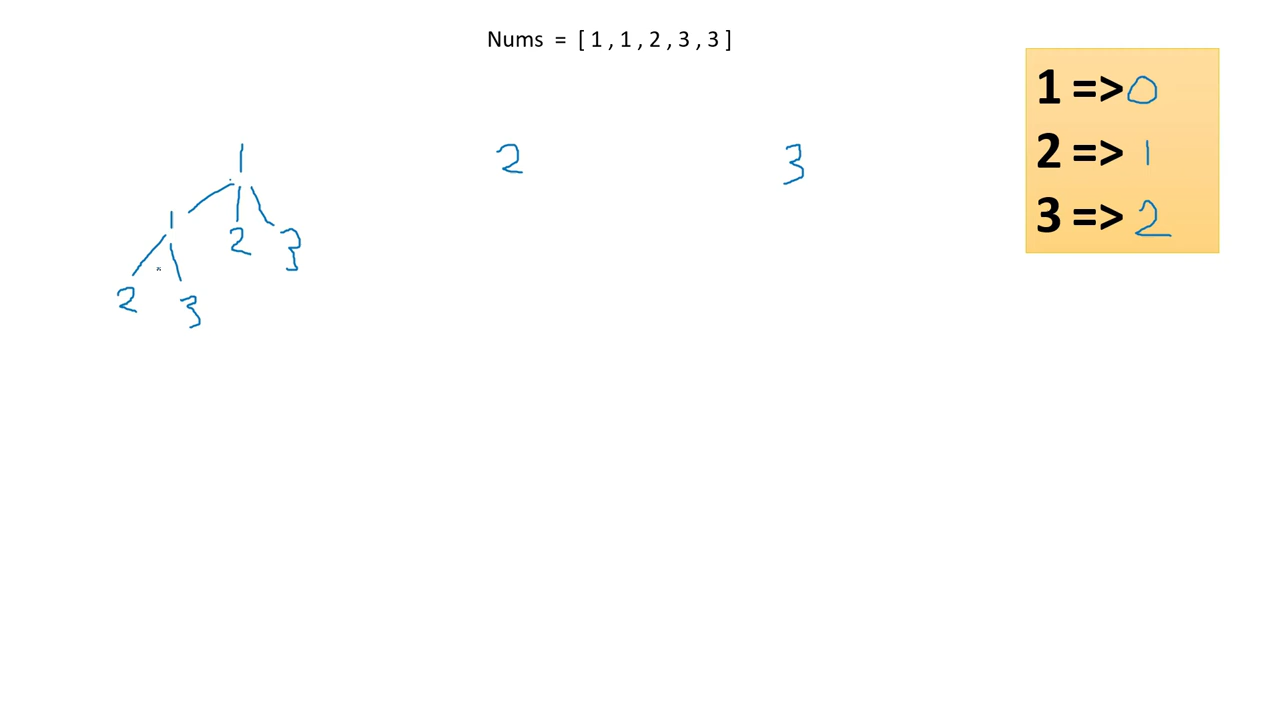 Nums = [ 1 , 1 , 2 , 3 , 3 ]
1 => 0
2 => 1
3 => 2
1 2 3
1 2 3
2 3